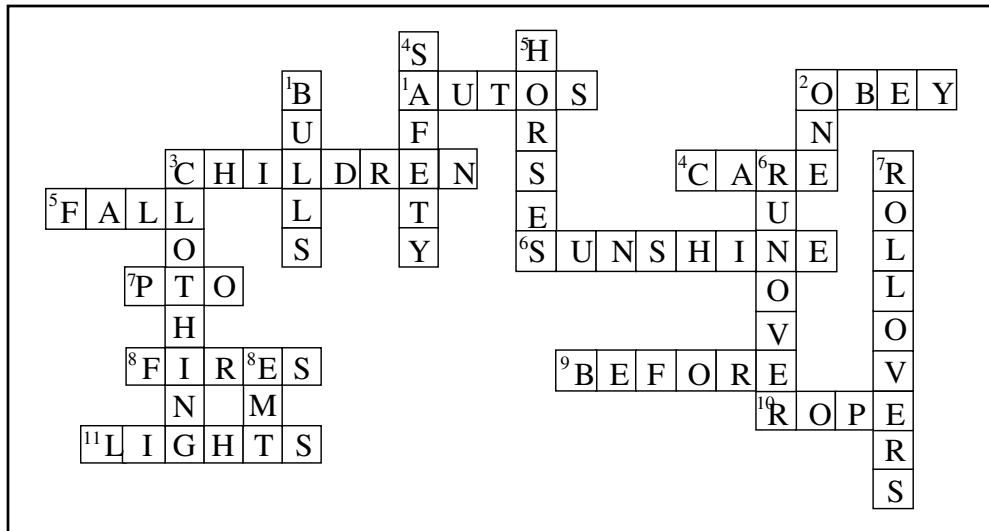 4S 5H
1B 1A U T O S 2O B E Y
U F R N
3C H I L D R E N S 4C A 6R E 7R
5F A L L L T E U O
O S Y 6S U N S H I N E L
7P T O O L
H V O
8F I R 8E S 9B E F O R E V
N M 10R O P E
11L I G H T S R
S